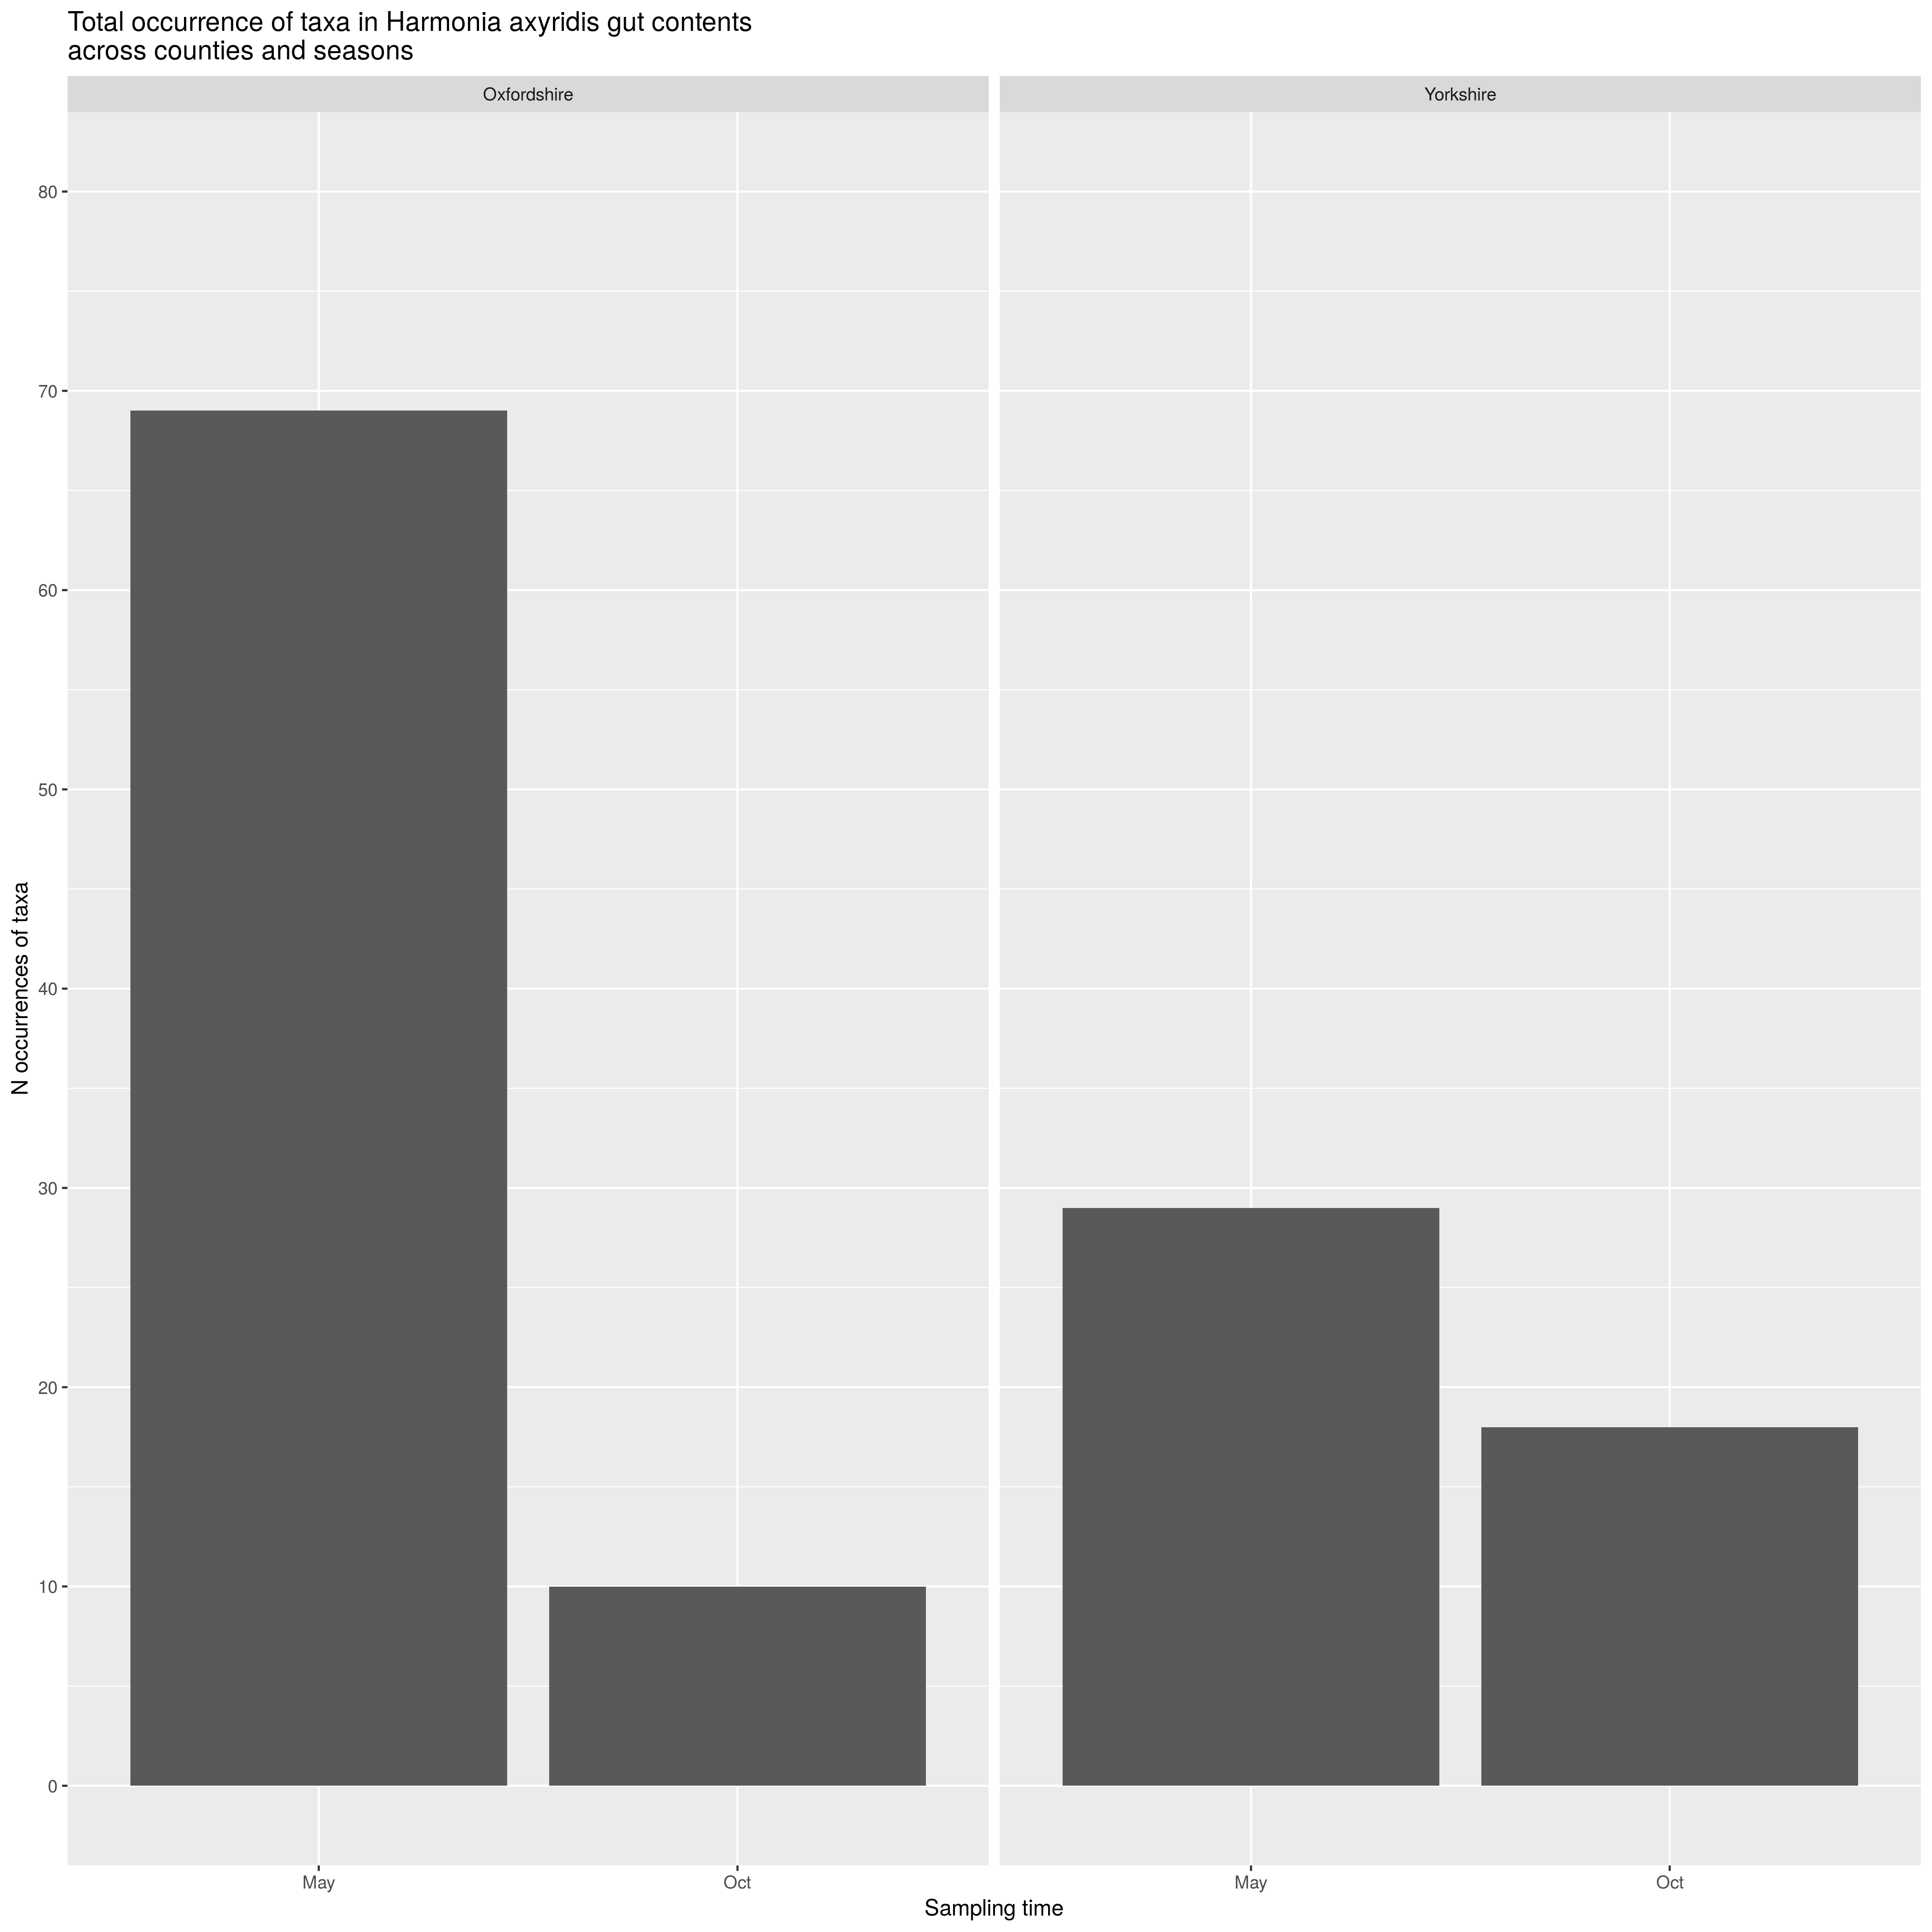 Total occurrence of taxa in Harmonia axyridis gut contents
across counties and seasons
Oxfordshire
Yorkshire
80
70
60
50
40
30
20
10
0
N occurrences of taxa
May
Oct
May
Oct
Sampling time